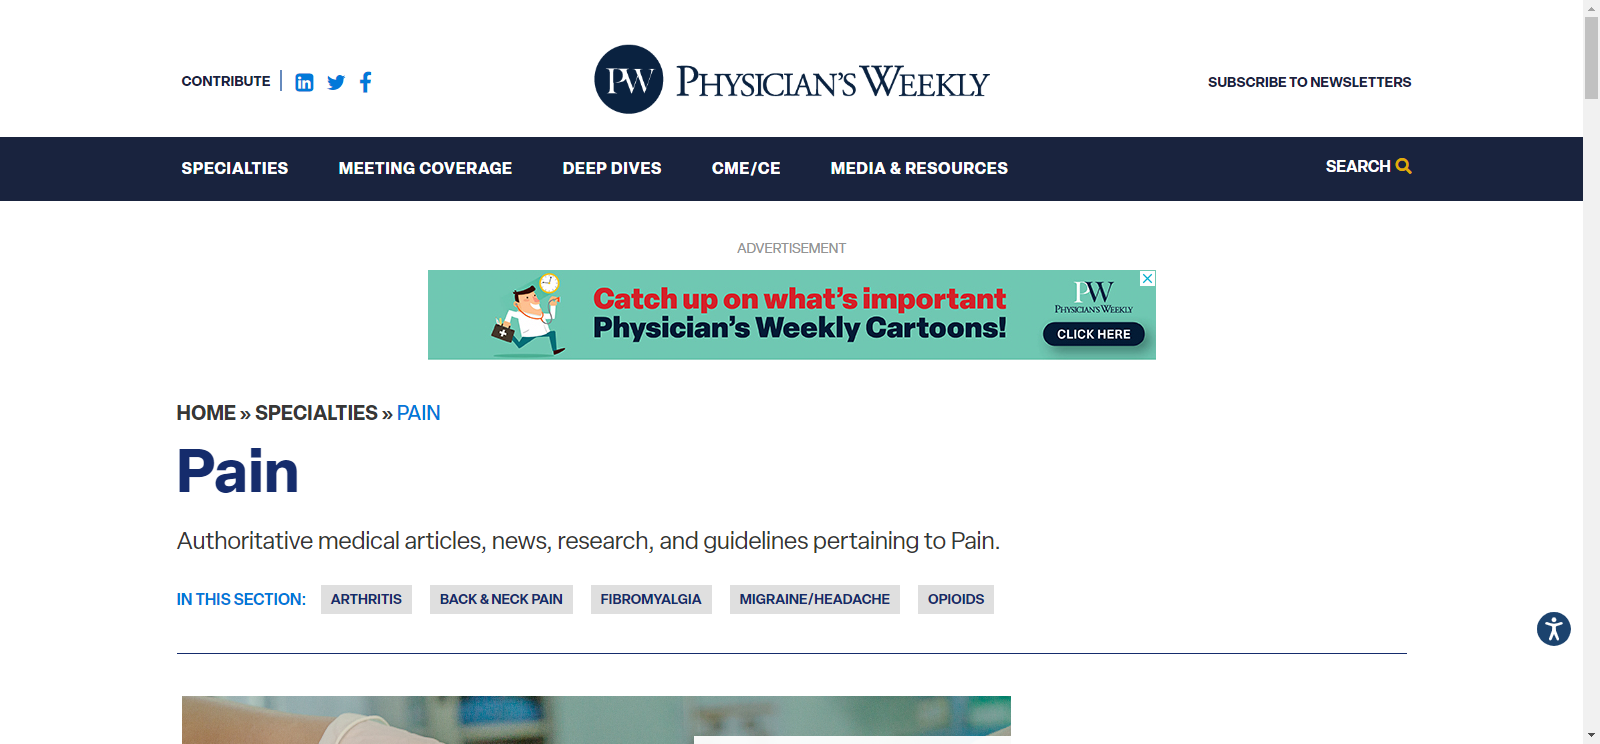 CONTRIBUTE
PW PHYSICIAN'S WEEKLY
SUBSCRIBE TO NEWSLETTERS
SPECIALTIES MEETING COVERAGE DEEP DIVES CME/CE MEDIA & RESOURCES SEARCH
ADVERTISEMENT
Catch up on what's important
Physician's Weekly Cartoons!
PW
PHYSICIAN'S WEEKLY
CLICK HERE
HOME » SPECIALTIES » PAIN
Pain
Authoritative medical articles, news, research, and guidelines pertaining to Pain.
IN THIS SECTION: ARTHRITIS BACK & NECK PAIN FIBROMYALGIA MIGRAINE/HEADACHE OPIOIDS